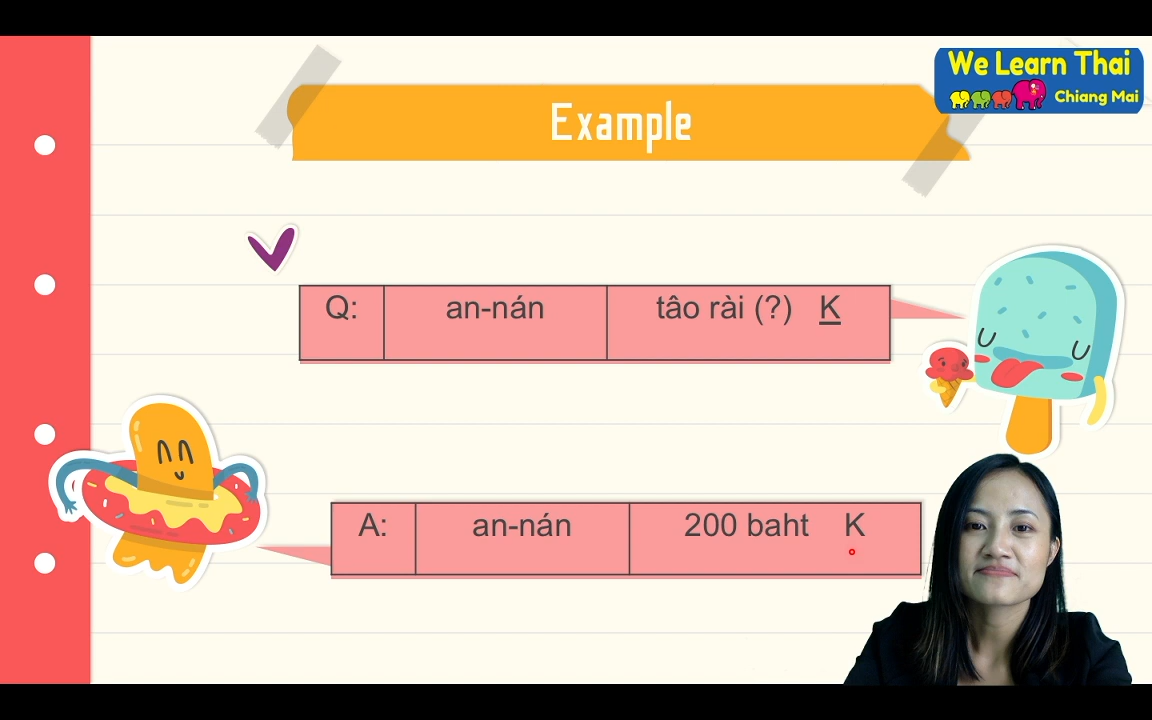 We Learn Thai
Chiang Mai
Example
Q: an-nán tâo rài (?) K
A: an-nán 200 baht K